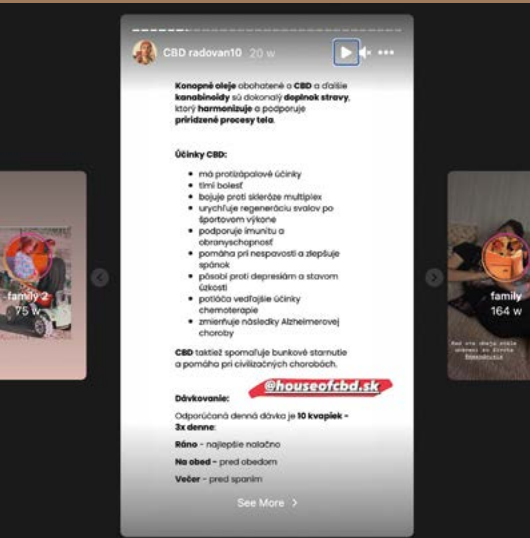 CBD radovan10 20 w
Konopné oleje obohatené o CBD a ďalšie
kanabinoidy sú dokonalý doplnok stravy,
ktorý harmonizuje a podporuje
prirídzené procesy tela.
Účinky CBD:
má protizápalové účinky
tlmí bolesť
bojuje proti skleróze multiplex
urychľuje regeneráciu svalov po
športovom výkone
podporuje imunitu a
obranyschopnosť
pomáha pri nespavosti a zlepšuje
spánok
pôsobí proti depresiám a stavom
úzkosti
potláča vedľajšie účinky
chemoterapie
zmierňuje následky Alzheimerovej
choroby
CBD taktiež spomaľuje bunkové starnutie
a pomáha pri civilizačných chorobách.
@houseofcbd.sk
Dávkovanie:
Odporúčaná denná dávka je 10 kvapiek -
3x denne:
Ráno - najlepšie nalačno
Na obed - pred obedom
Večer - pred spaním
See More
family 2
75 w
family
164 w